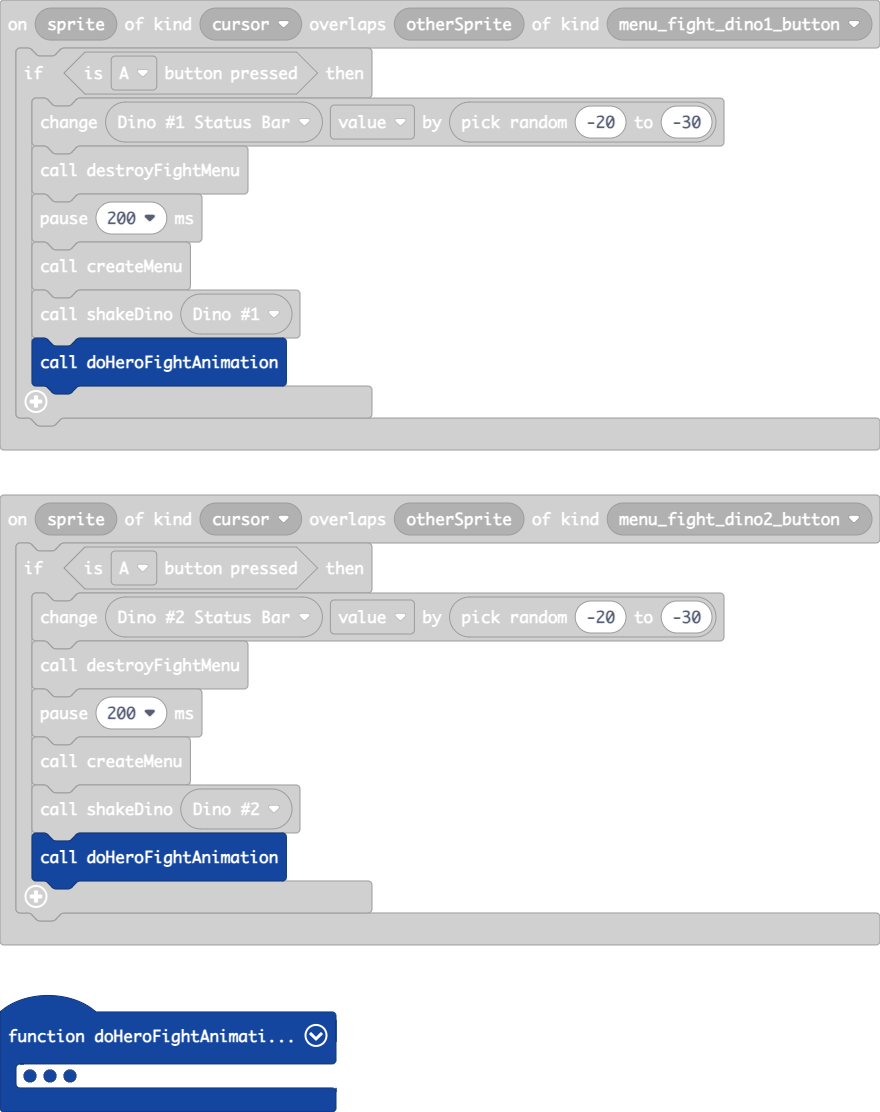 on sprite of kind cursor overlaps otherSprite of kind menu_fight_dino1_button
if is A button pressed then
change Dino #1 Status Bar value by pick random -20 to -30
call destroyFightMenu
pause 200 ms
call createMenu
call shakeDino Dino #1
call doHeroFightAnimation
on sprite of kind cursor overlaps otherSprite of kind menu_fight_dino2_button
if is A button pressed then
change Dino #2 Status Bar value by pick random -20 to -30
call destroyFightMenu
pause 200 ms
call createMenu
call shakeDino Dino #2
call doHeroFightAnimation
function doHeroFightAnimati...